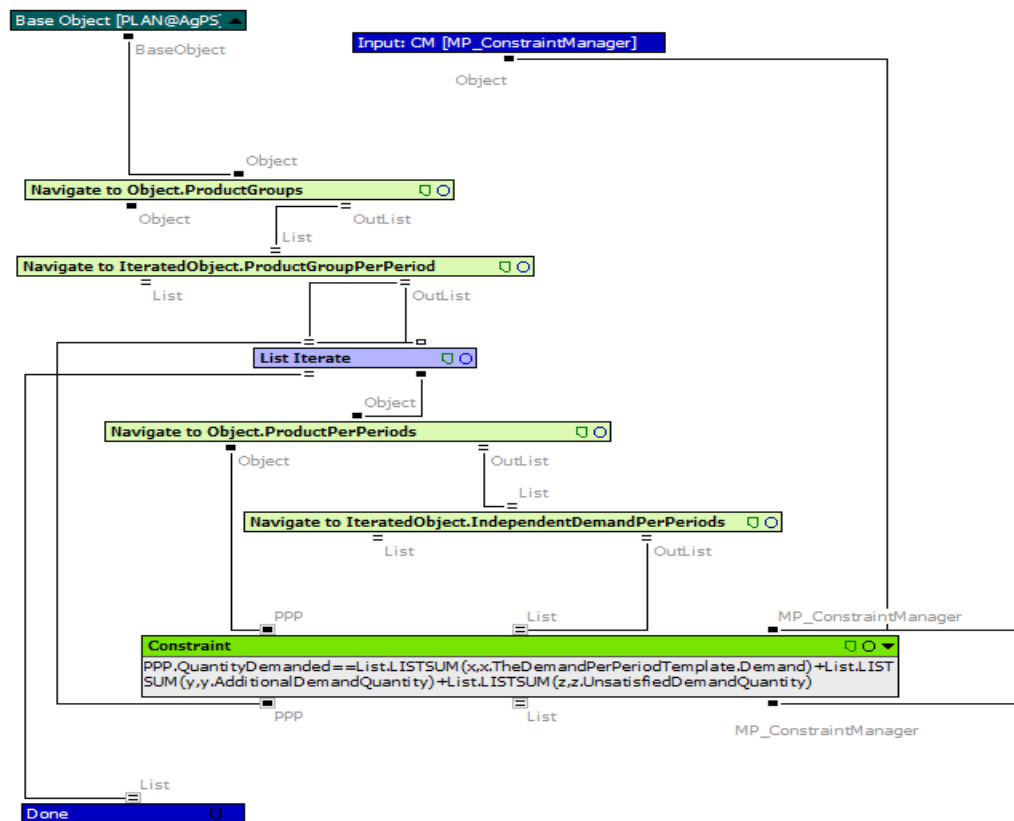 Base Object [PLAN@AgPS]
BaseObject
Input: CM [MP_ConstraintManager]
Object
Object
Navigate to Object.ProductGroups
Object
OutList
List
Navigate to IteratedObject.ProductGroupPerPeriod
List
OutList
List Iterate
Object
Navigate to Object.ProductPerPeriods
Object
OutList
List
Navigate to IteratedObject.IndependentDemandPerPeriods
List
OutList
PPP
List
MP_ConstraintManager
Constraint
PPP.QuantityDemanded==List.LISTSUM(x,x.TheDemandPerPeriodTemplate.Demand)+List.LIST
SUM(y,y.AdditionalDemandQuantity)+List.LISTSUM(z,z.UnsatisfiedDemandQuantity)
PPP
List
MP_ConstraintManager
List
Done